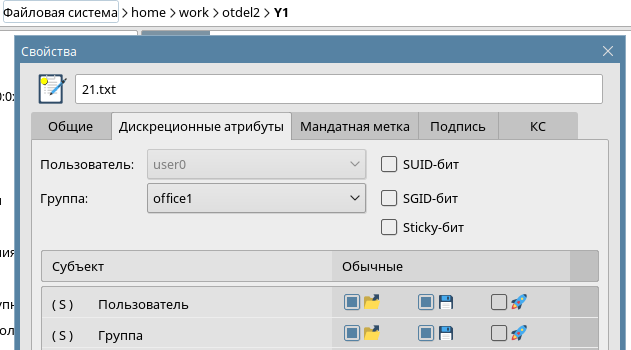 Файловая система > home > work > otdel2 > Y1
Свойства
21.txt
Общие Дискреционные атрибуты Мандатная метка Подпись КС
Пользователь: user0 SUID-бит
Группа: office1 SGID-бит
Sticky-бит
Субъект Обычные
( S ) Пользователь
( S ) Группа